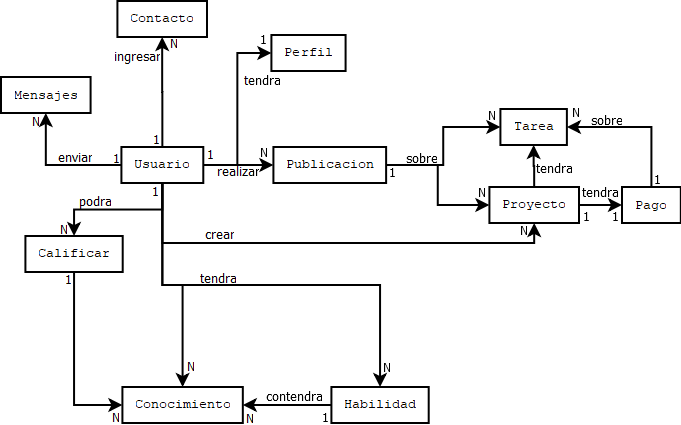 Contacto
N
ingresar
1
Perfil
tendra
Mensajes
N
enviar
1
1
Usuario
1
N
realizar
Publicacion
1
sobre
N
N
Tarea
N
sobre
tendra
N
Proyecto
tendra
1
1
1
Pago
1
podra
N
Calificar
1
crear
N
tendra
N
N
Conocimiento
N
N
contendra
1
Habilidad